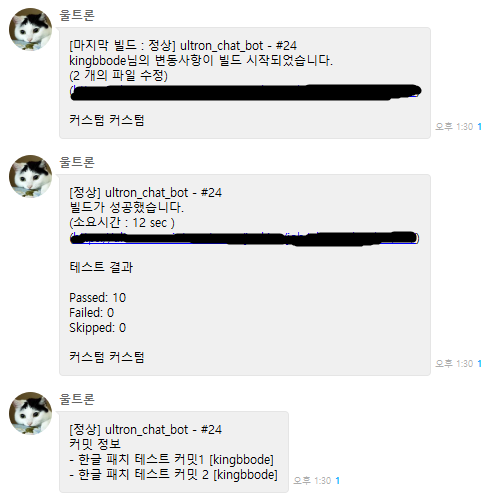 울트론
[마지막 빌드 : 정상] ultron_chat_bot - #24
kingbbode님의 변동사항이 빌드 시작되었습니다.
(2 개의 파일 수정)
커스텀 커스텀
오후 1:30 1
울트론
[정상] ultron_chat_bot - #24
빌드가 성공했습니다.
(소요시간 : 12 sec )
테스트 결과
Passed: 10
Failed: 0
Skipped: 0
커스텀 커스텀
오후 1:30 1
울트론
[정상] ultron_chat_bot - #24
커밋 정보
- 한글 패치 테스트 커밋1 [kingbbode]
- 한글 패치 테스트 커밋 2 [kingbbode]
오후 1:30 1